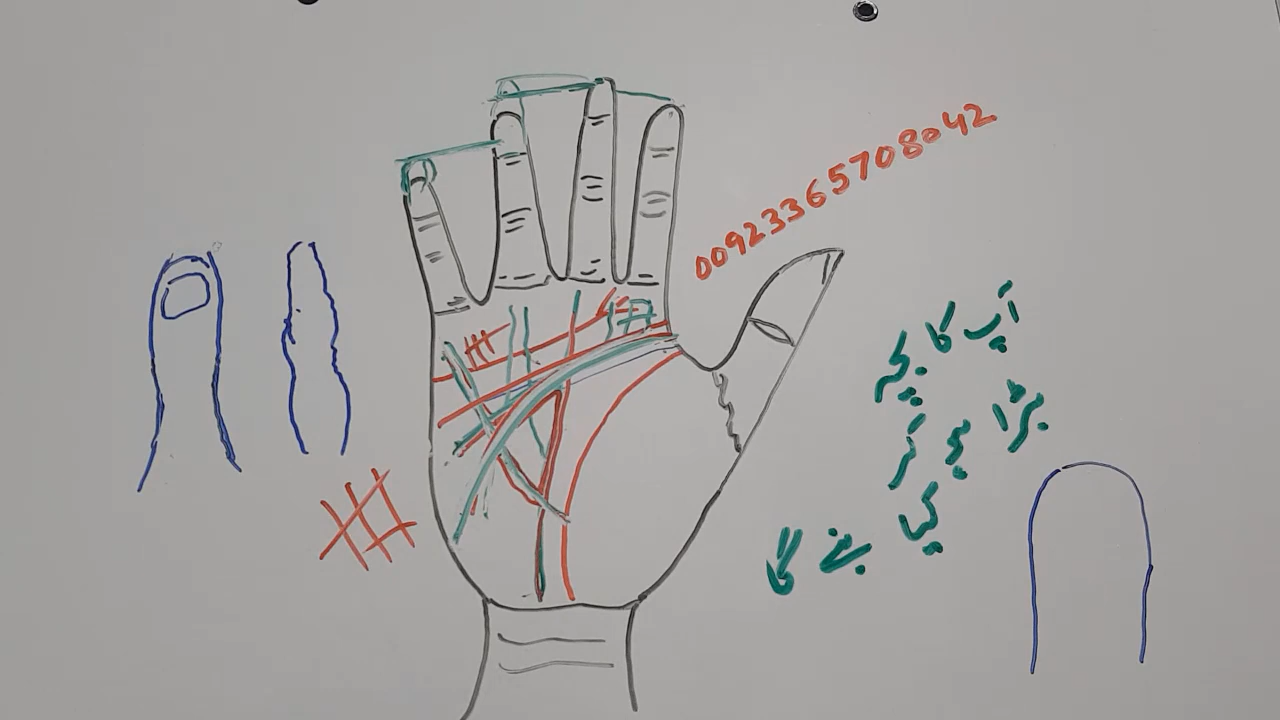 00923365708042
آپ کا بچہ
بڑا ہو کر
کیا بنے گا